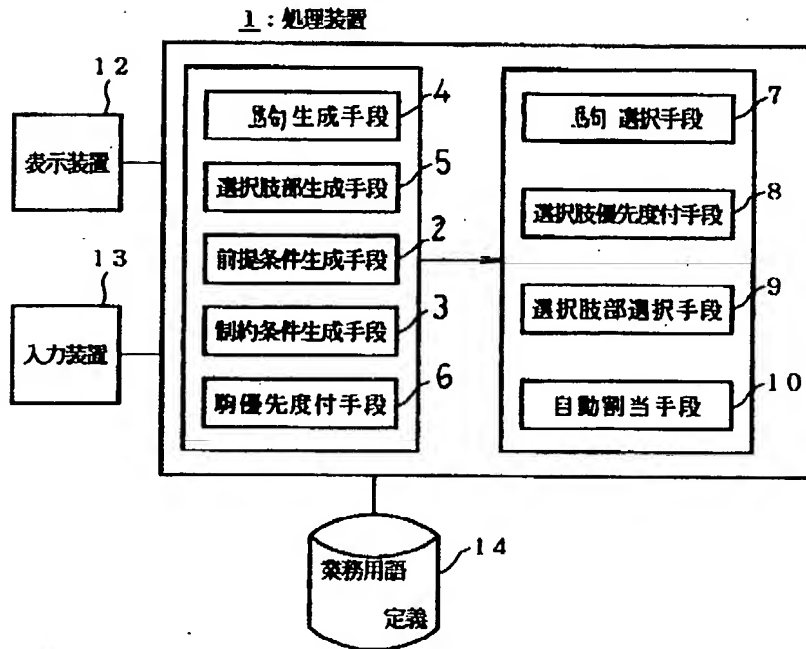 1：処理装置
12
表示装置
13
入力装置
駒生成手段
4
選択肢部生成手段
5
前提条件生成手段
2
制約条件生成手段
3
駒優先度付手段
6
駒 選択手段
7
選択肢優先度付手段
8
選択肢部選択手段
9
自動割当手段
10
業務用語
定義
14